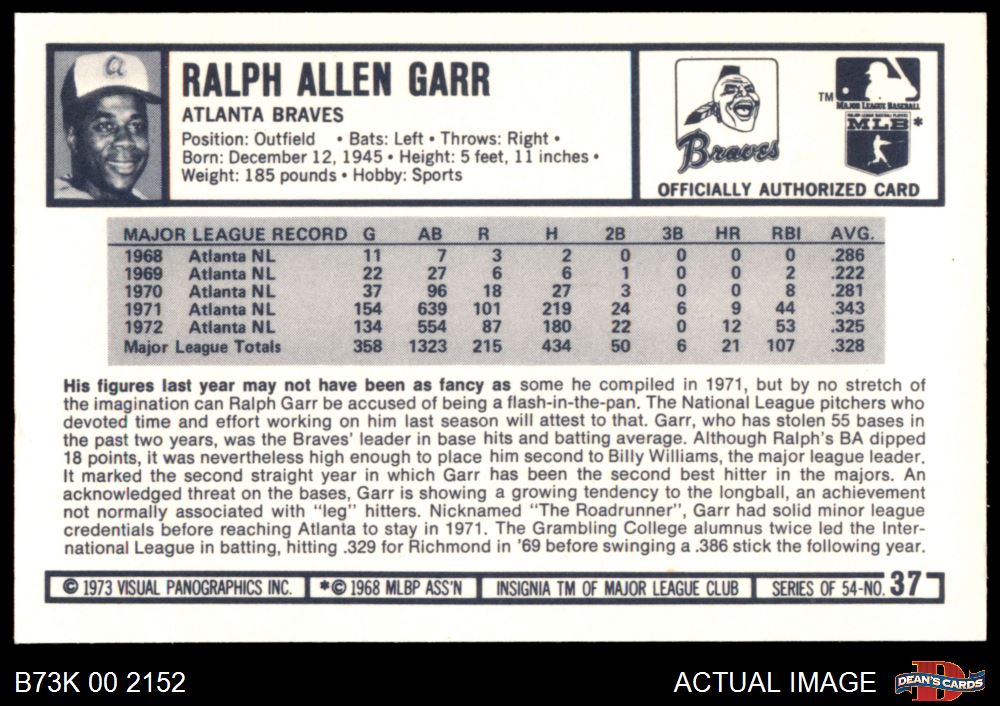 a
RALPH ALLEN GARR
ATLANTA BRAVES
Position: Outfield • Bats: Left • Throws: Right •
Born: December 12, 1945 • Height: 5 feet, 11 inches •
Weight: 185 pounds • Hobby: Sports
Braves
TM
MAJOR LEAGUE BASEBALL
MAJOR LEAGUE BASEBALL PLAYERS
MLB *
OFFICIALLY AUTHORIZED CARD
MAJOR LEAGUE RECORD G AB R H 2B 3B HR RBI AVG.
1968 Atlanta NL 11 7 3 2 0 0 0 0 .286
1969 Atlanta NL 22 27 6 6 1 0 0 2 .222
1970 Atlanta NL 37 96 18 27 3 0 0 8 .281
1971 Atlanta NL 154 639 101 219 24 6 9 44 .343
1972 Atlanta NL 134 554 87 180 22 0 12 53 .325
Major League Totals 358 1323 215 434 50 6 21 107 .328
His figures last year may not have been as fancy as some he compiled in 1971, but by no stretch of
the imagination can Ralph Garr be accused of being a flash-in-the-pan. The National League pitchers who
devoted time and effort working on him last season will attest to that. Garr, who has stolen 55 bases in
the past two years, was the Braves' leader in base hits and batting average. Although Ralph's BA dipped
18 points, it was nevertheless high enough to place him second to Billy Williams, the major league leader.
It marked the second straight year in which Garr has been the second best hitter in the majors. An
acknowledged threat on the bases, Garr is showing a growing tendency to the longball, an achievement
not normally associated with "leg" hitters. Nicknamed "The Roadrunner", Garr had solid minor league
credentials before reaching Atlanta to stay in 1971. The Grambling College alumnus twice led the Inter-
national League in batting, hitting .329 for Richmond in '69 before swinging a .386 stick the following year.
© 1973 VISUAL PANOGRAPHICS INC. *© 1968 MLBP ASS'N INSIGNIA TM OF MAJOR LEAGUE CLUB SERIES OF 54-NO. 37
B73K 00 2152
ACTUAL IMAGE
DEAN'S CARDS